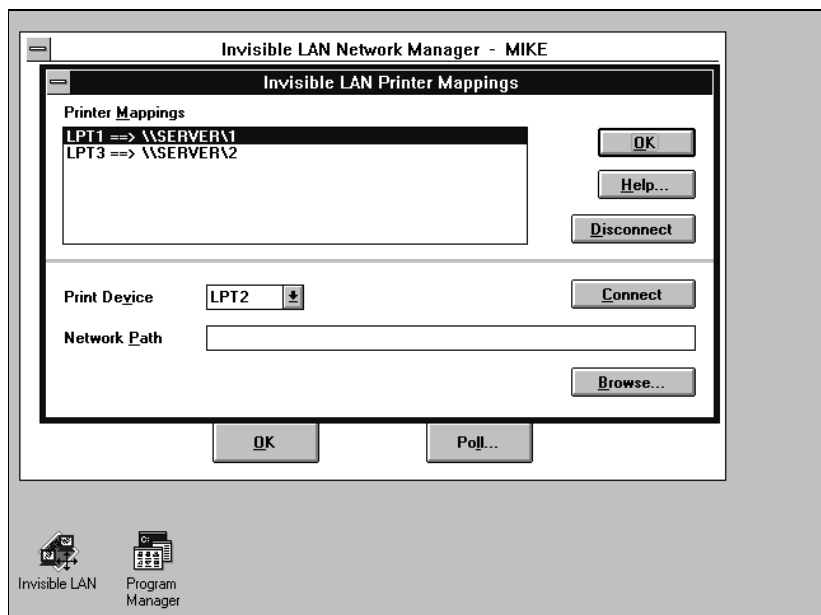 Invisible LAN Network Manager - MIKE
Invisible LAN Printer Mappings
Printer Mappings
LPT1 ==> \\SERVER\1
LPT3 ==> \\SERVER\2
OK
Help...
Disconnect
Print Device
LPT2
Connect
Network Path
Browse...
OK
Poll...
Invisible LAN
Program
Manager